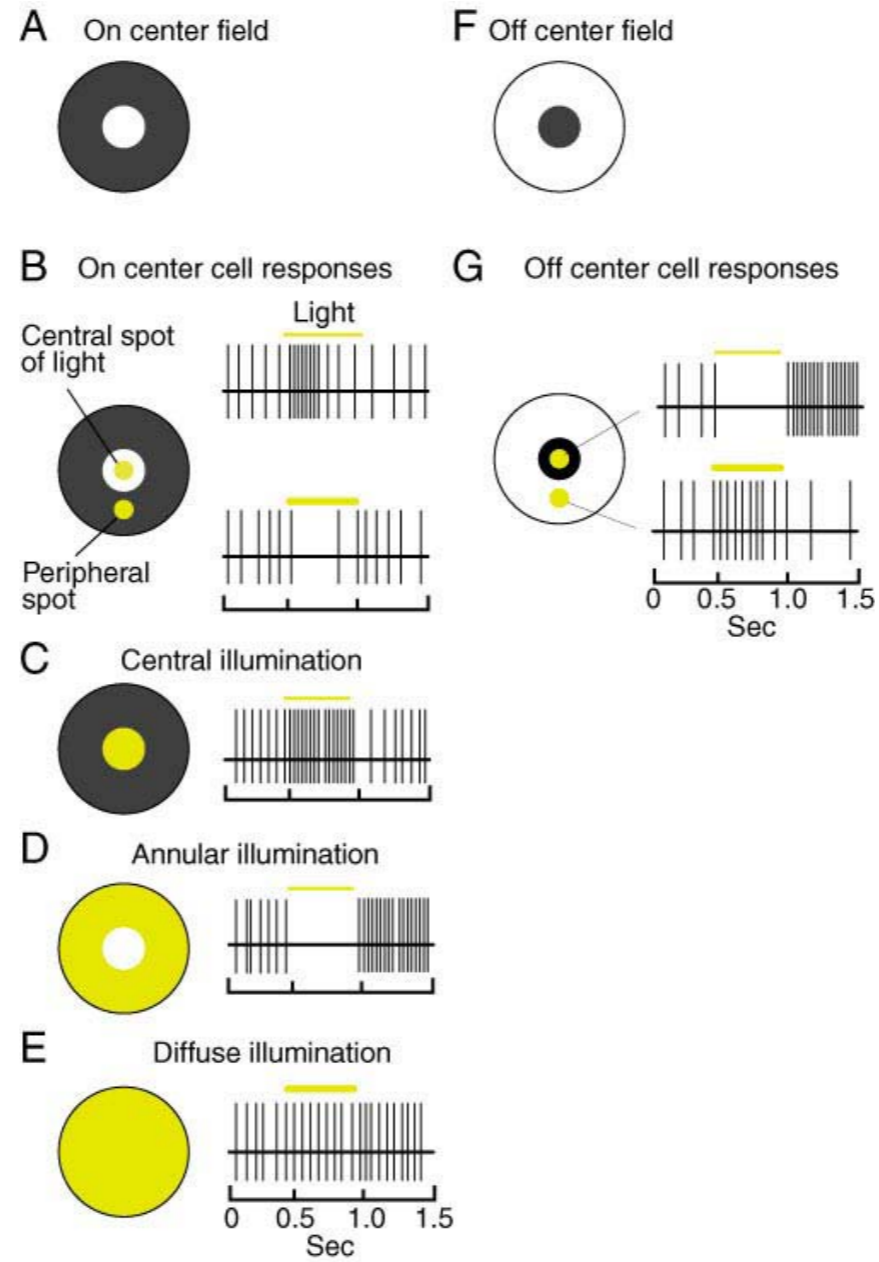 A On center field
F Off center field
B On center cell responses
Central spot
of light
Light
Peripheral
spot
G Off center cell responses
0 0.5 1.0 1.5
Sec
C Central illumination
D Annular illumination
E Diffuse illumination
0 0.5 1.0 1.5
Sec